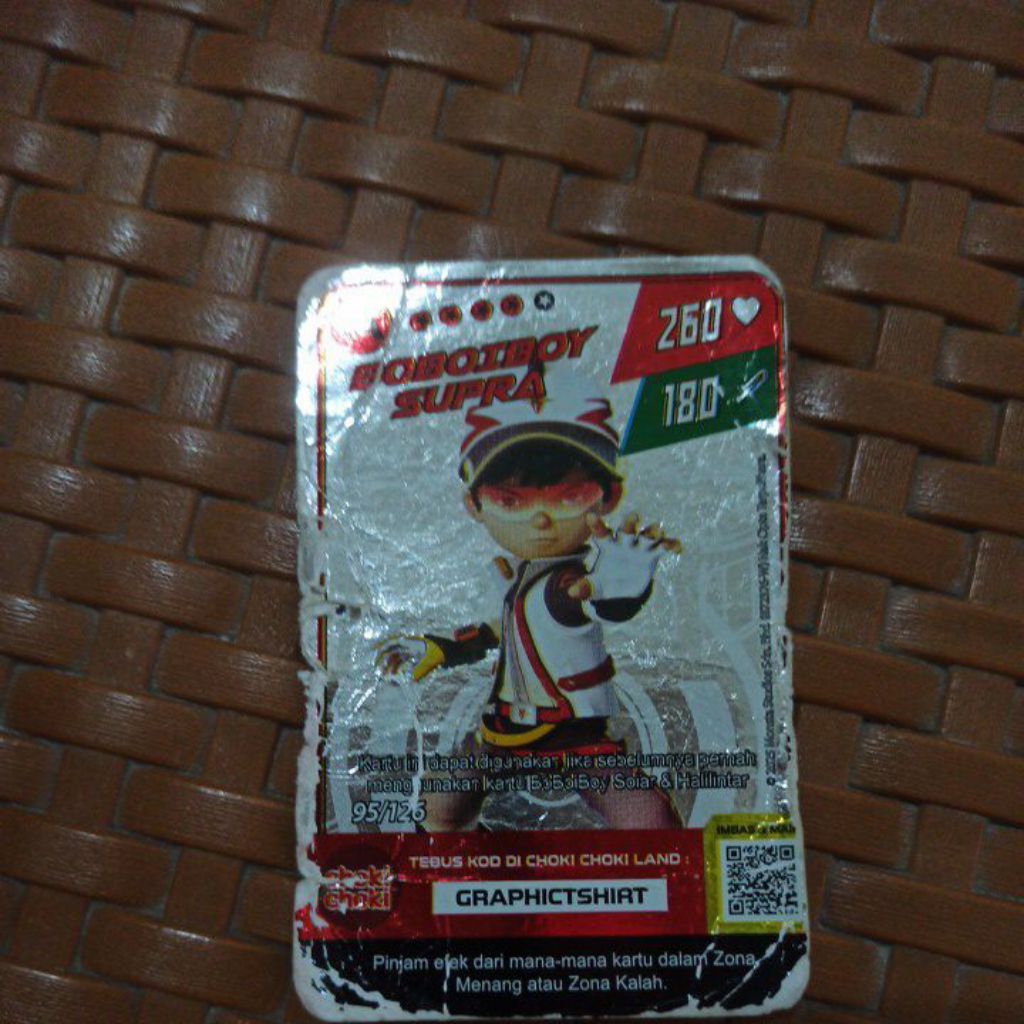 BOBOIBOY
SUPRA
260
180
Kartu ini dapat digunakan jika sebelumnya pernah
menggunakan kartu BoBoiBoy Solar & Halilintar
95/126
TEBUS KOD DI CHOKI CHOKI LAND :
choki
choki
GRAPHICTSHIRT
IMBAS & MAI
Pinjam efek dari mana-mana kartu dalam Zona
Menang atau Zona Kalah.